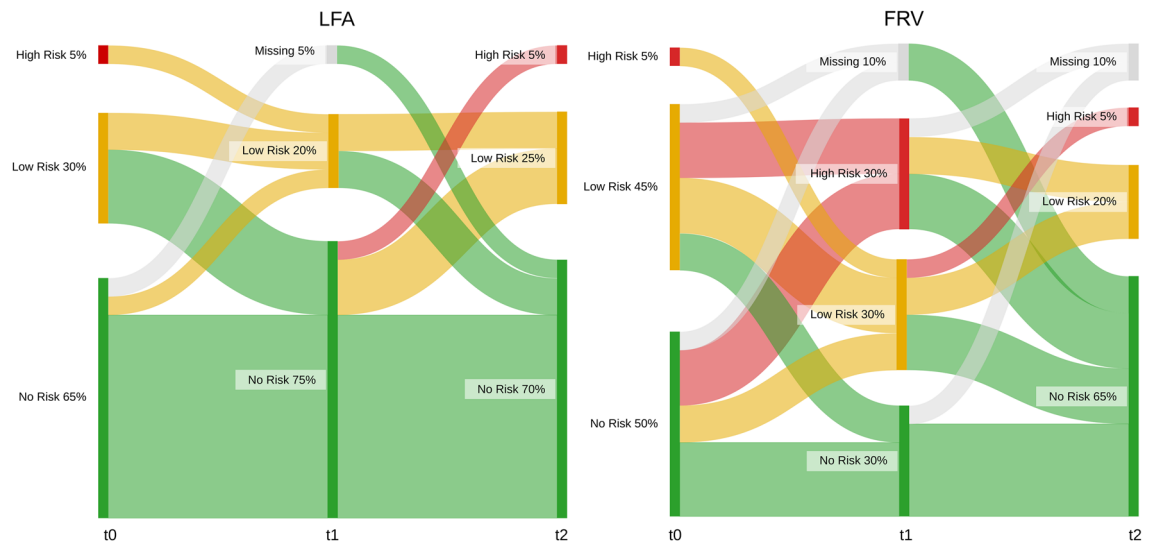 LFA
FRV
High Risk 5%
Missing 5%
High Risk 5%
Low Risk 30%
Low Risk 20%
Low Risk 25%
No Risk 65%
No Risk 75%
No Risk 70%
t0
t1
t2
High Risk 5%
Missing 10%
Missing 10%
High Risk 5%
Low Risk 45%
High Risk 30%
Low Risk 20%
Low Risk 30%
No Risk 50%
No Risk 30%
No Risk 65%
t0
t1
t2